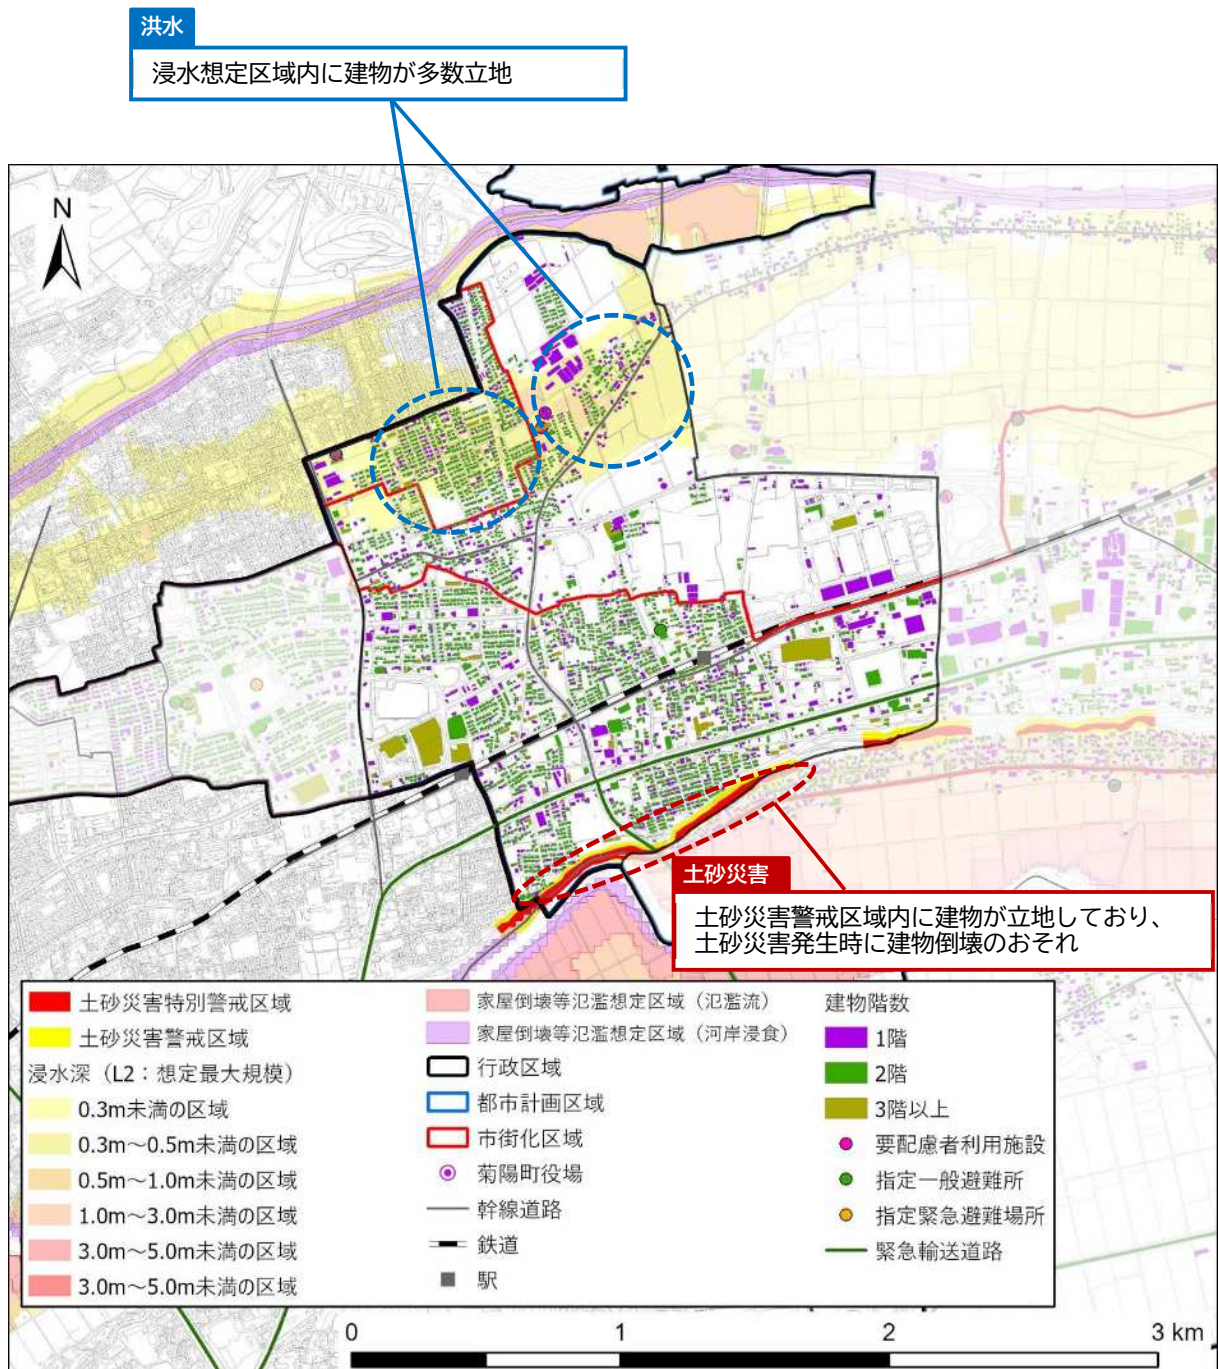 洪水
浸水想定区域内に建物が多数立地
N
土砂災害
土砂災害警戒区域内に建物が立地しており、
土砂災害発生時に建物倒壊のおそれ
土砂災害特別警戒区域
土砂災害警戒区域
浸水深（L2：想定最大規模）
0.3m未満の区域
0.3m～0.5m未満の区域
0.5m～1.0m未満の区域
1.0m～3.0m未満の区域
3.0m～5.0m未満の区域
3.0m～5.0m未満の区域
家屋倒壊等氾濫想定区域（氾濫流）
家屋倒壊等氾濫想定区域（河岸浸食）
行政区域
都市計画区域
市街化区域
菊陽町役場
幹線道路
鉄道
駅
建物階数
1階
2階
3階以上
要配慮者利用施設
指定一般避難所
指定緊急避難場所
緊急輸送道路
0 1 2 3 km